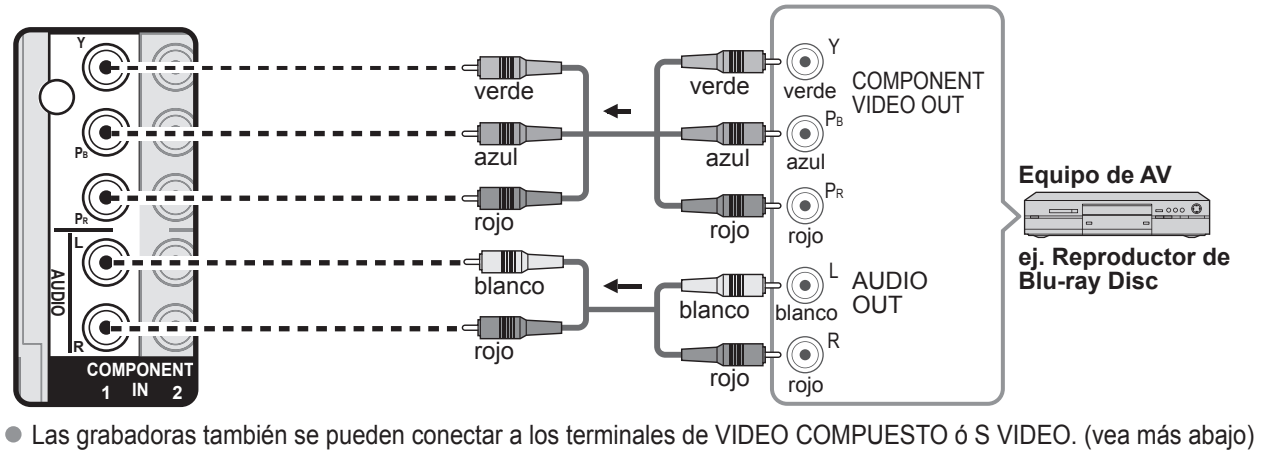 Y
PB
PR
L
AUDIO
R
COMPONENT
1 IN 2
verde
azul
rojo
blanco
rojo
verde
azul
rojo
blanco
rojo
Y
verde
PB
azul
PR
rojo
COMPONENT
VIDEO OUT
L
blanco
R
rojo
AUDIO
OUT
Equipo de AV
ej. Reproductor de
Blu-ray Disc
Las grabadoras también se pueden conectar a los terminales de VIDEO COMPUESTO ó S VIDEO. (vea más abajo)